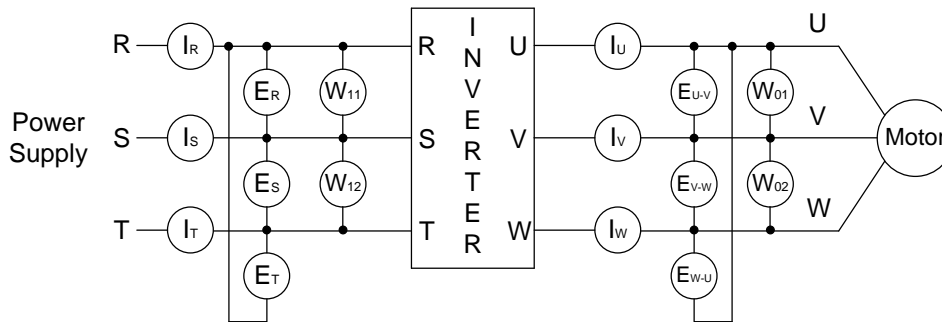 Power
Supply
R
S
T
IR
IS
IT
ER
ES
ET
W11
W12
R
S
T
INVERTER
U
V
W
IU
IV
IW
EU-V
EV-W
EW-U
W01
W02
U
V
W
Motor